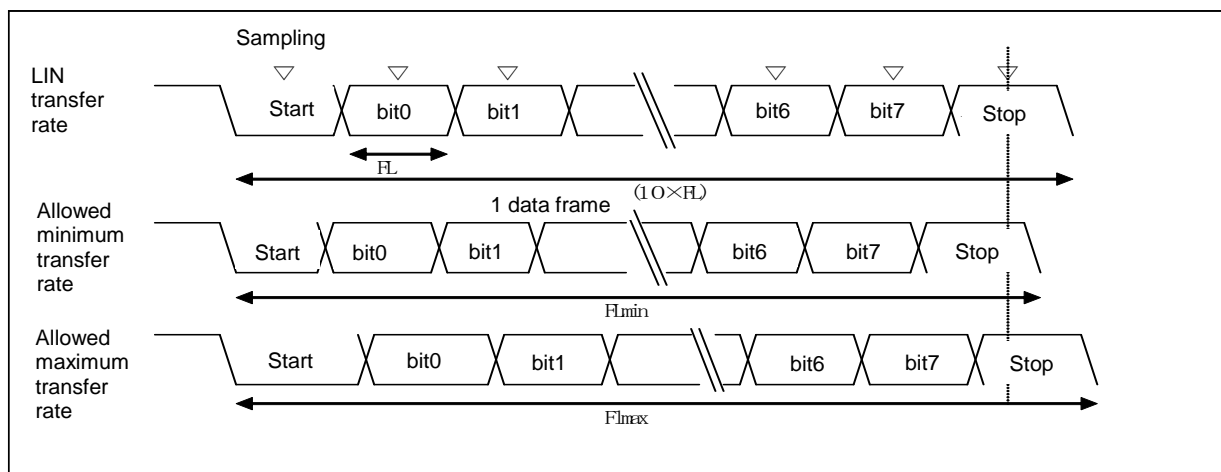 Sampling
LIN
transfer
rate
Start bit0 bit1 bit6 bit7 Stop
FL
(10×FL)
1 data frame
Allowed
minimum
transfer
rate
Start bit0 bit1 bit6 bit7 Stop
FLmin
Allowed
maximum
transfer
rate
Start bit0 bit1 bit6 bit7 Stop
Flmax